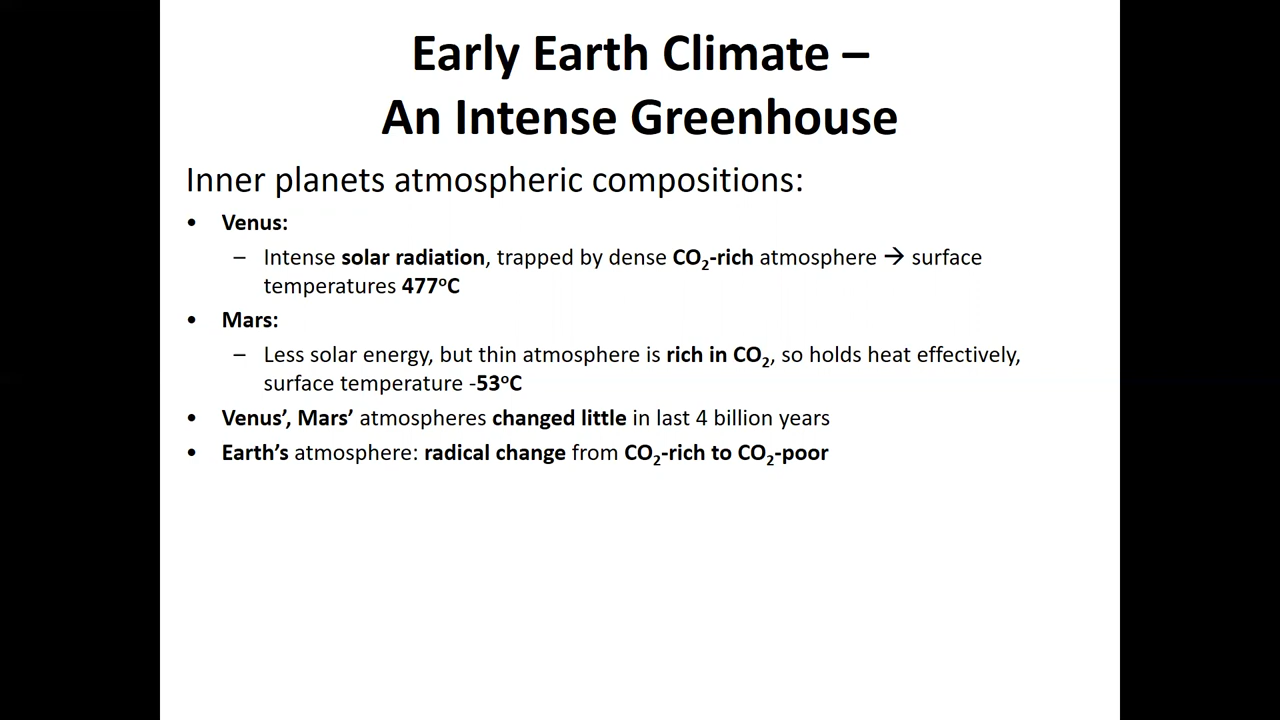 Early Earth Climate –
An Intense Greenhouse
Inner planets atmospheric compositions:
• Venus:
– Intense solar radiation, trapped by dense CO₂-rich atmosphere → surface
temperatures 477°C
• Mars:
– Less solar energy, but thin atmosphere is rich in CO₂, so holds heat effectively,
surface temperature -53°C
• Venus’, Mars’ atmospheres changed little in last 4 billion years
• Earth’s atmosphere: radical change from CO₂-rich to CO₂-poor